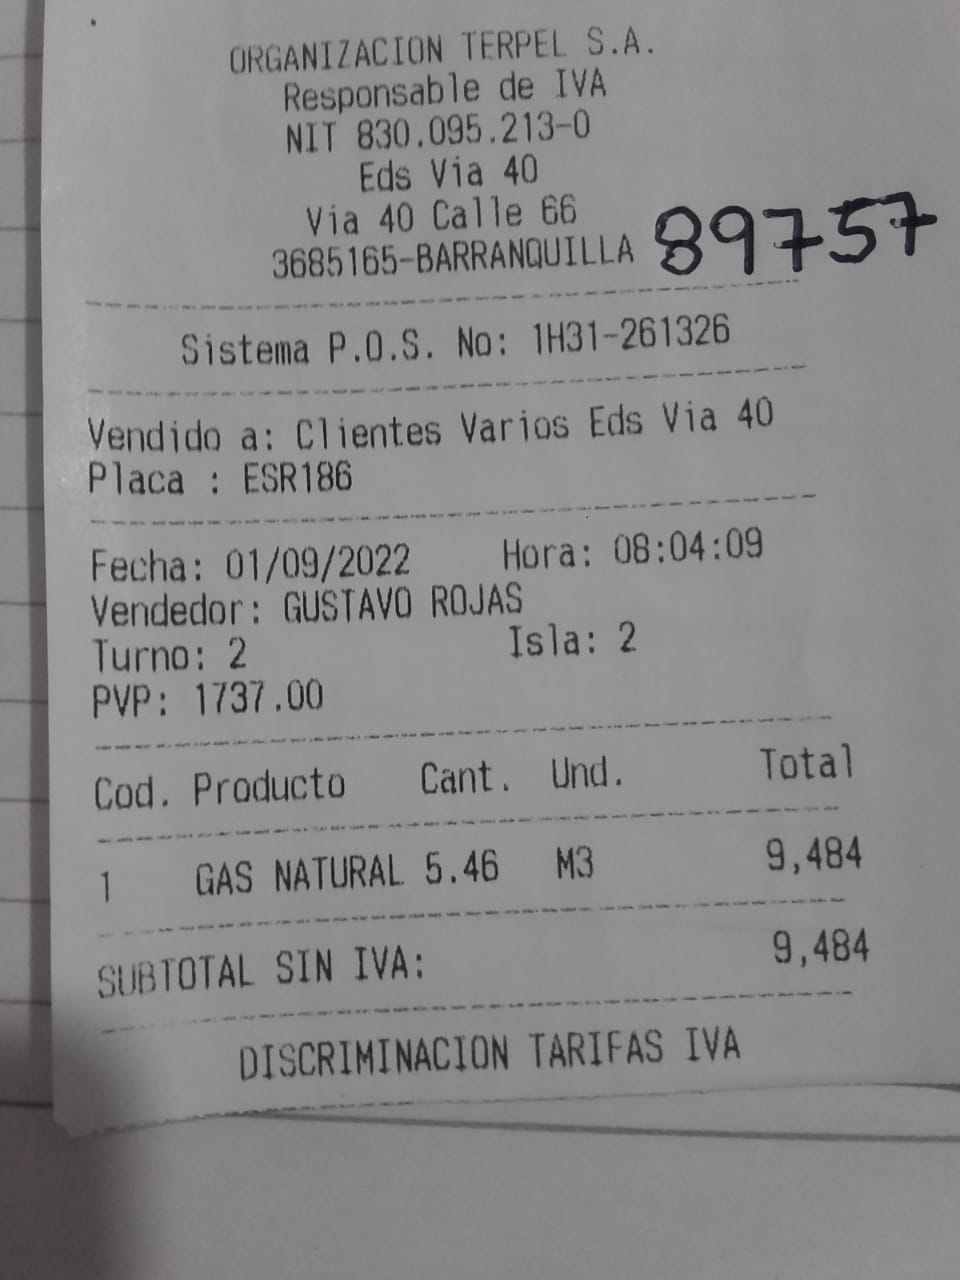 ORGANIZACION TERPEL S.A.
Responsable de IVA
NIT 830.095.213-0
Eds Via 40
Via 40 Calle 66
3685165-BARRANQUILLA 89757
Sistema P.O.S. No: 1H31-261326
Vendido a: Clientes Varios Eds Via 40
Placa : ESR186
Fecha: 01/09/2022 Hora: 08:04:09
Vendedor: GUSTAVO ROJAS
Turno: 2 Isla: 2
PVP: 1737.00
Cod. Producto Cant. Und. Total
1 GAS NATURAL 5.46 M3 9,484
SUBTOTAL SIN IVA: 9,484
DISCRIMINACION TARIFAS IVA